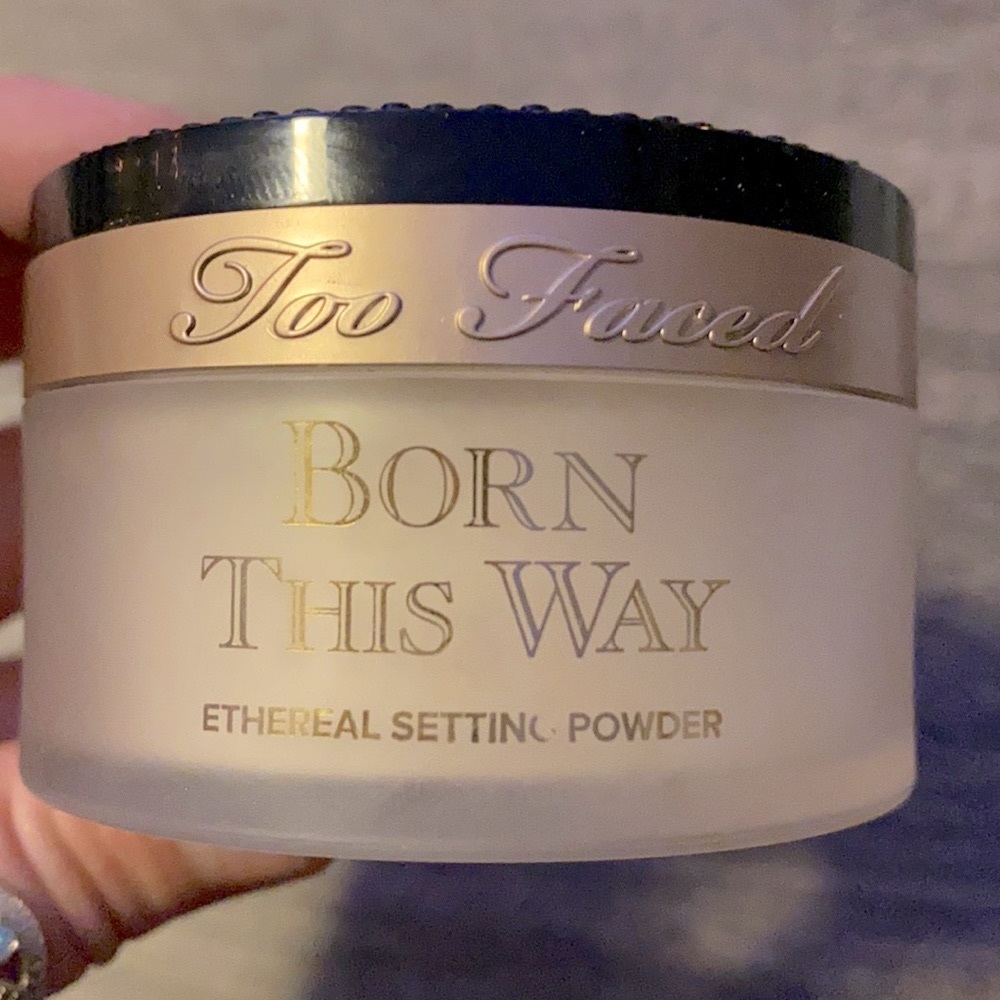 Too Faced
BORN
THIS WAY
ETHEREAL SETTING POWDER